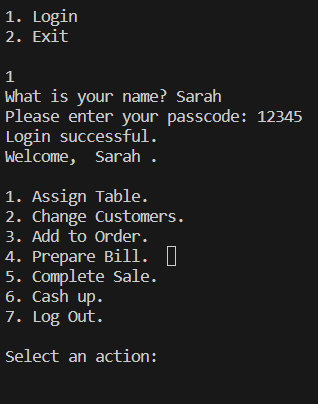 1. Login
2. Exit
1
What is your name? Sarah
Please enter your passcode: 12345
Login successful.
Welcome,  Sarah .
1. Assign Table.
2. Change Customers.
3. Add to Order.
4. Prepare Bill.
5. Complete Sale.
6. Cash up.
7. Log Out.
Select an action: